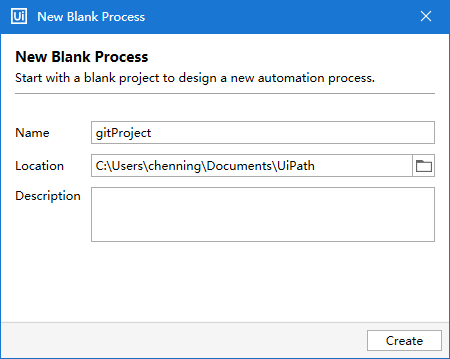 Ui New Blank Process
New Blank Process
Start with a blank project to design a new automation process.
Name gitProject
Location C:\Users\chenning\Documents\UiPath
Description
Create